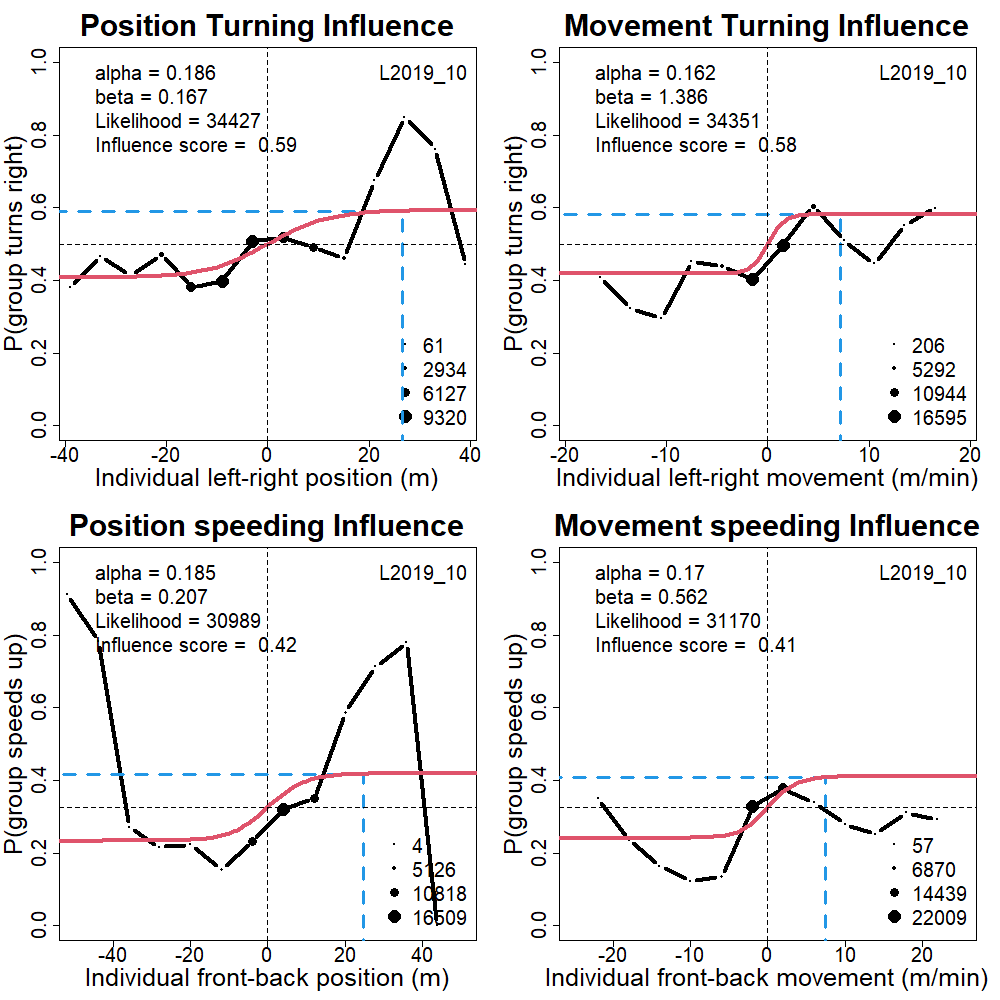 Position Turning Influence
alpha = 0.186
L2019_10
beta = 0.167
Likelihood = 34427
Influence score =  0.59
P(group turns right)
1.0
0.8
0.6
0.4
0.2
0.0
61
2934
6127
9320
-40
-20
0
20
40
Individual left-right position (m)
Movement Turning Influence
alpha = 0.162
L2019_10
beta = 1.386
Likelihood = 34351
Influence score =  0.58
P(group turns right)
1.0
0.8
0.6
0.4
0.2
0.0
206
5292
10944
16595
-20
-10
0
10
20
Individual left-right movement (m/min)
Position speeding Influence
alpha = 0.185
L2019_10
beta = 0.207
Likelihood = 30989
Influence score =  0.42
P(group speeds up)
1.0
0.8
0.6
0.4
0.2
0.0
4
5126
10818
16509
-40
-20
0
20
40
Individual front-back position (m)
Movement speeding Influence
alpha = 0.17
L2019_10
beta = 0.562
Likelihood = 31170
Influence score =  0.41
P(group speeds up)
1.0
0.8
0.6
0.4
0.2
0.0
57
6870
14439
22009
-20
-10
0
10
20
Individual front-back movement (m/min)